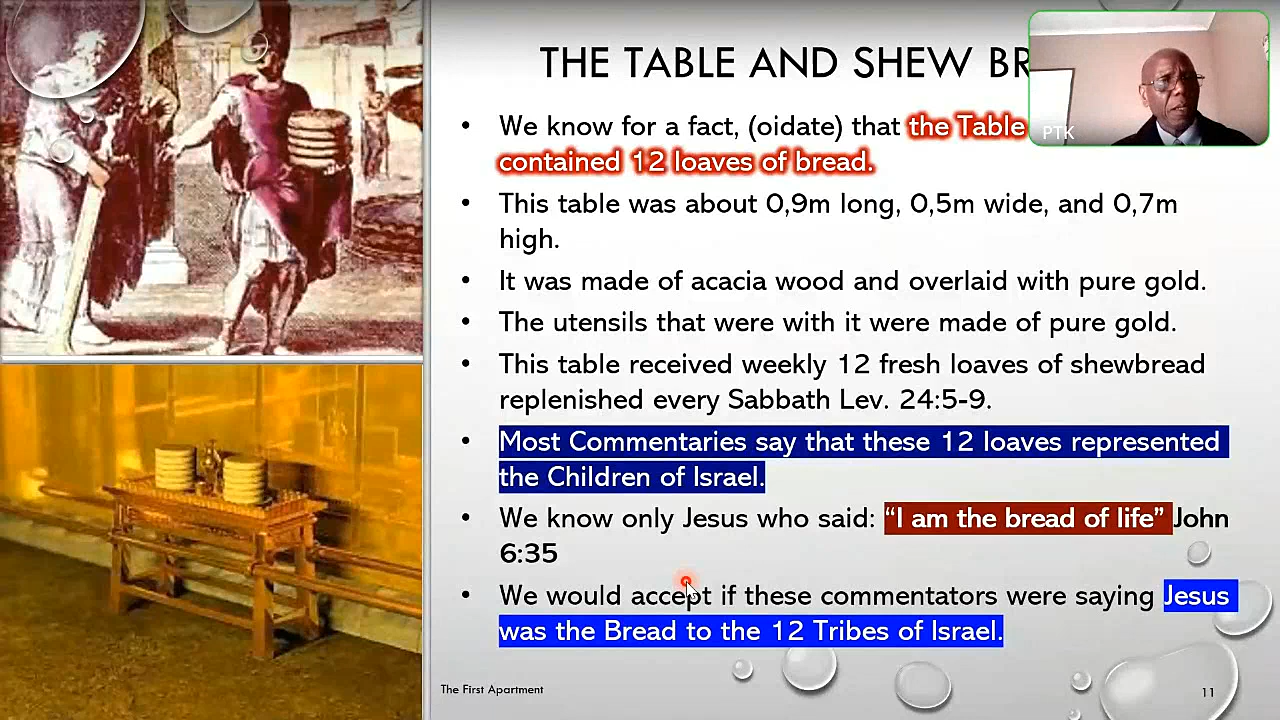 THE TABLE AND SHEW BR
PTK
• We know for a fact, (oidate) that the Table
contained 12 loaves of bread.
• This table was about 0,9m long, 0,5m wide, and 0,7m
high.
• It was made of acacia wood and overlaid with pure gold.
• The utensils that were with it were made of pure gold.
• This table received weekly 12 fresh loaves of shewbread
replenished every Sabbath Lev. 24:5-9.
• Most Commentaries say that these 12 loaves represented
the Children of Israel.
• We know only Jesus who said: “I am the bread of life” John
6:35
• We would accept if these commentators were saying Jesus
was the Bread to the 12 Tribes of Israel.
The First Apartment
11